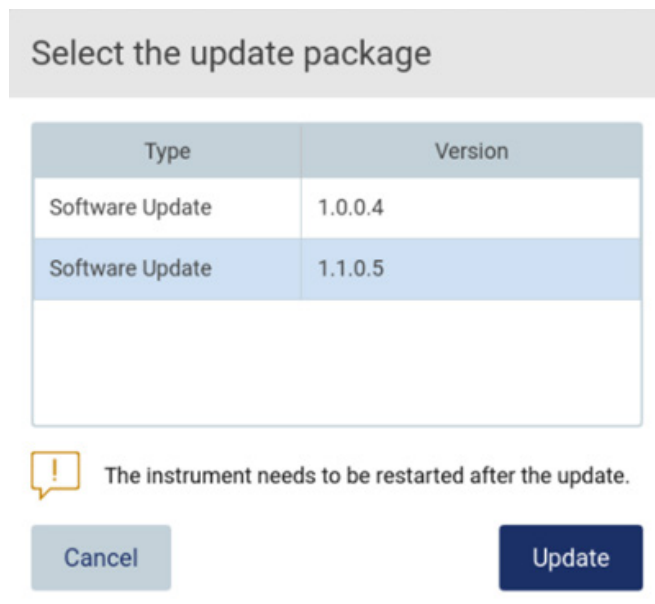 Select the update package
Type Version
Software Update 1.0.0.4
Software Update 1.1.0.5
! The instrument needs to be restarted after the update.
Cancel Update